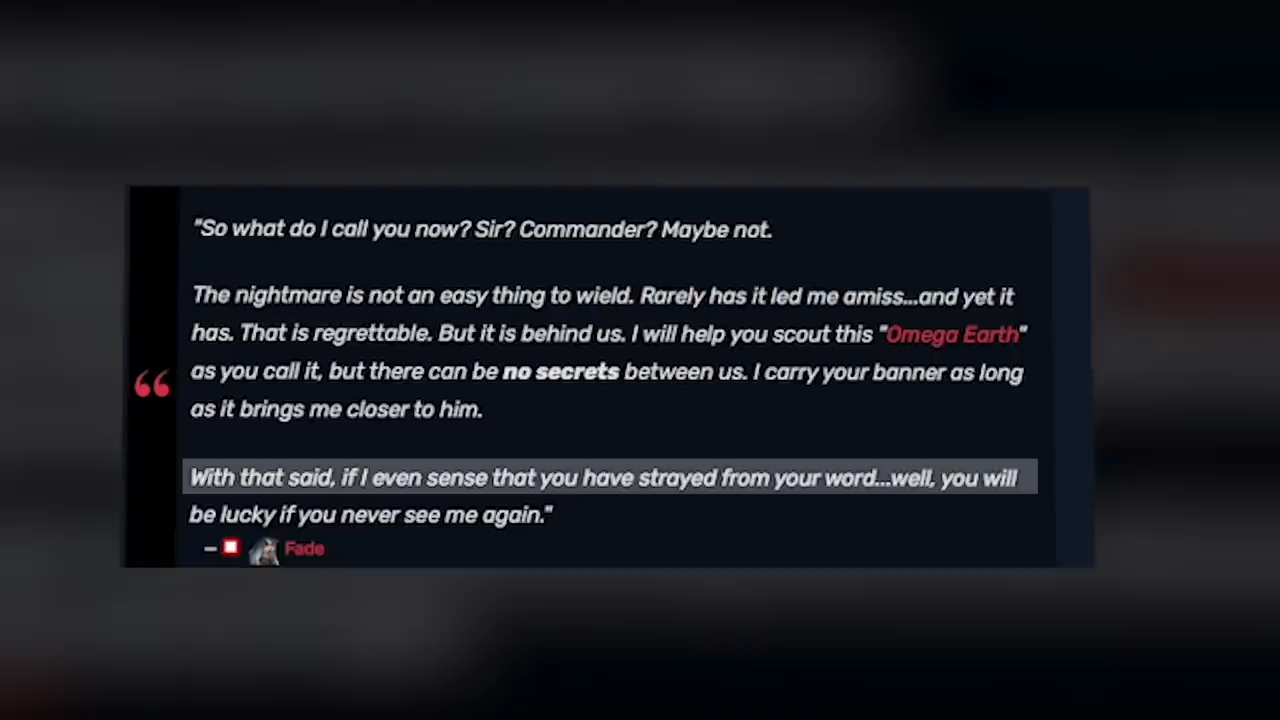 "So what do I call you now? Sir? Commander? Maybe not.
The nightmare is not an easy thing to wield. Rarely has it led me amiss...and yet it
has. That is regrettable. But it is behind us. I will help you scout this "Omega Earth"
as you call it, but there can be no secrets between us. I carry your banner as long
as it brings me closer to him.
With that said, if I even sense that you have strayed from your word...well, you will
be lucky if you never see me again."
– Fade